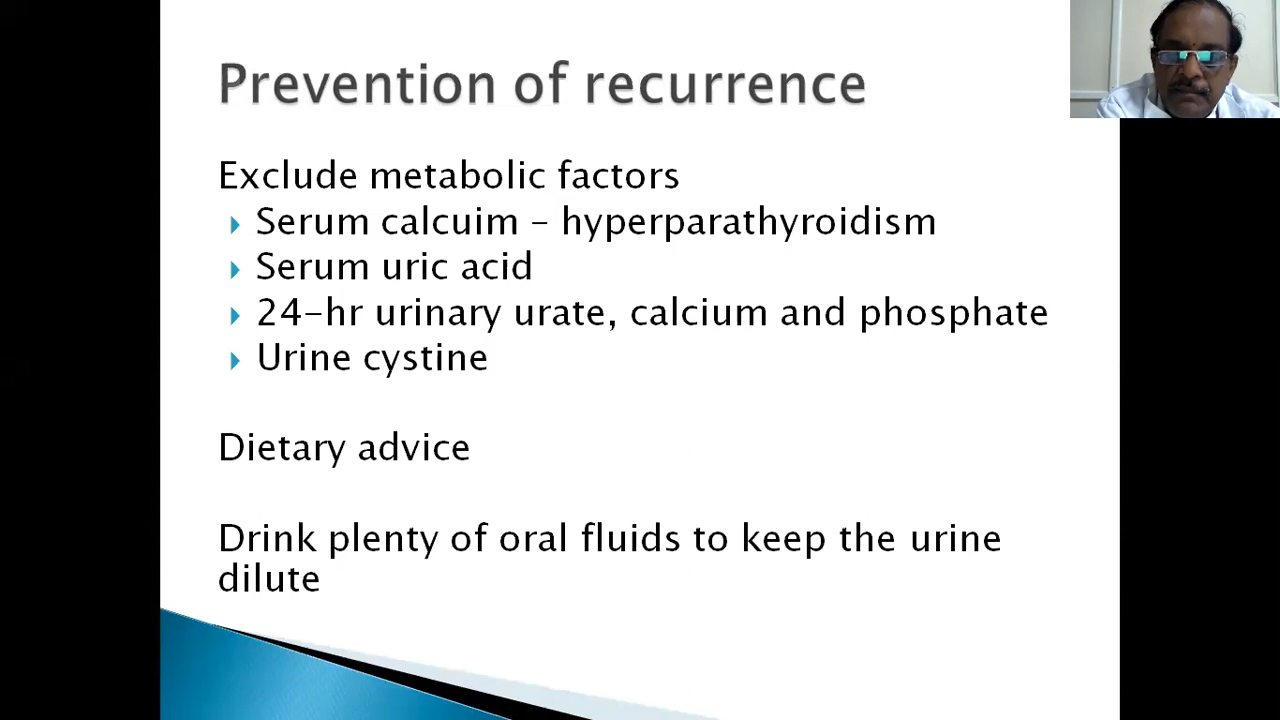 Prevention of recurrence
Exclude metabolic factors
Serum calcuim – hyperparathyroidism
Serum uric acid
24-hr urinary urate, calcium and phosphate
Urine cystine
Dietary advice
Drink plenty of oral fluids to keep the urine
dilute